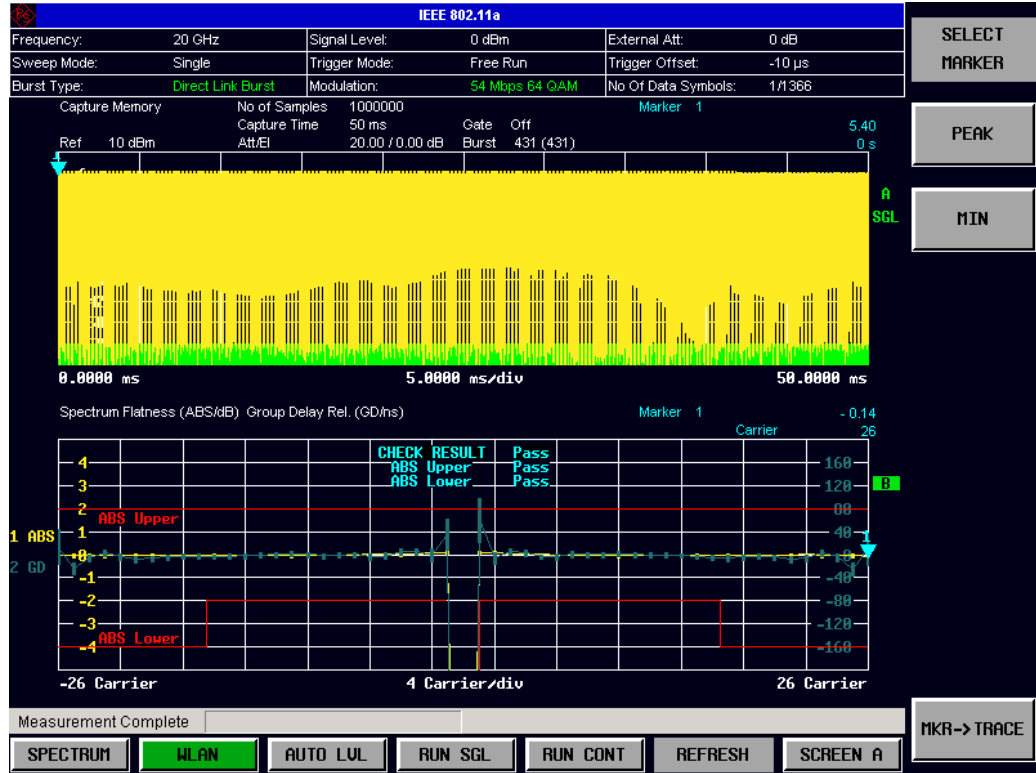 IEEE 802.11a
Frequency: 20 GHz Signal Level: 0 dBm External Att: 0 dB
Sweep Mode: Single Trigger Mode: Free Run Trigger Offset: -10 µs
Burst Type: Direct Link Burst Modulation: 54 Mbps 64 QAM No Of Data Symbols: 1/1366
Capture Memory No of Samples 1000000 Marker 1
Capture Time 50 ms Gate Off 5.40
Ref 10 dBm Att/El 20.00 / 0.00 dB Burst 431 (431) 0 s
1
A
SGL
0.0000 ms 5.0000 ms/div 50.0000 ms
Spectrum Flatness (ABS/dB) Group Delay Rel. (GD/ns) Marker 1 - 0.14
Carrier 26
CHECK RESULT Pass
ABS Upper Pass
ABS Lower Pass
4 160
3 120
B
2 80
ABS Upper
1 ABS
1 40
1
0 0
2 GD
-1 -40
-2 -80
-3 -120
ABS Lower
-4 -160
-26 Carrier 4 Carrier/div 26 Carrier
Measurement Complete
SPECTRUM WLAN AUTO LVL RUN SGL RUN CONT REFRESH SCREEN A
SELECT
MARKER
PEAK
MIN
MKR->TRACE